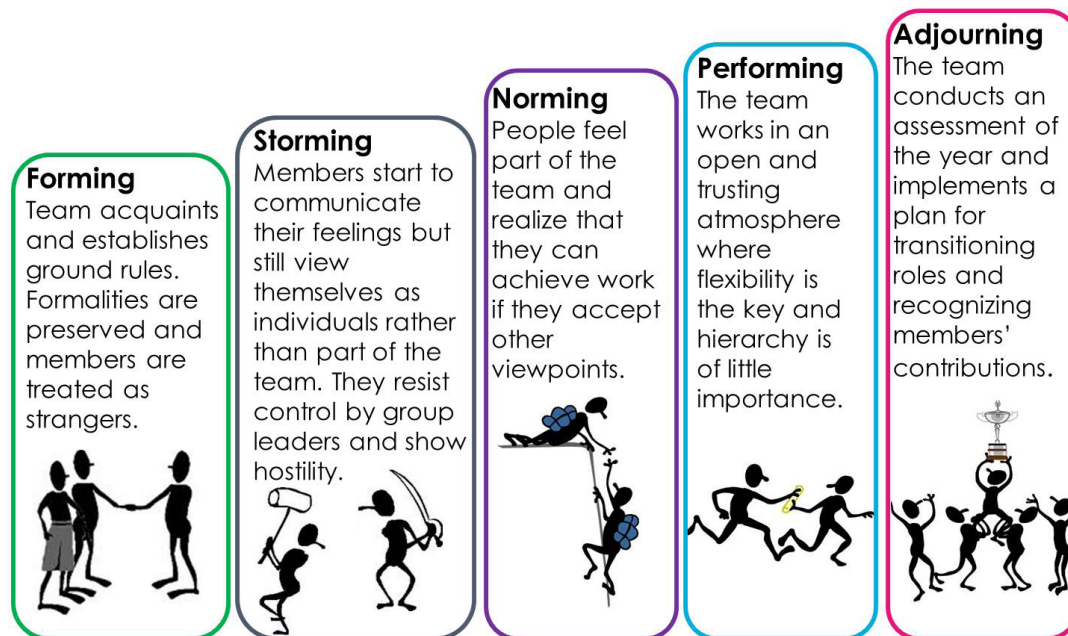 Forming
Team acquaints
and establishes
ground rules.
Formalities are
preserved and
members are
treated as
strangers.
Storming
Members start to
communicate
their feelings but
still view
themselves as
individuals rather
than part of the
team. They resist
control by group
leaders and show
hostility.
Norming
People feel
part of the
team and
realize that
they can
achieve work
if they accept
other
viewpoints.
Performing
The team
works in an
open and
trusting
atmosphere
where
flexibility is
the key and
hierarchy is
of little
importance.
Adjourning
The team
conducts an
assessment of
the year and
implements a
plan for
transitioning
roles and
recognizing
members’
contributions.